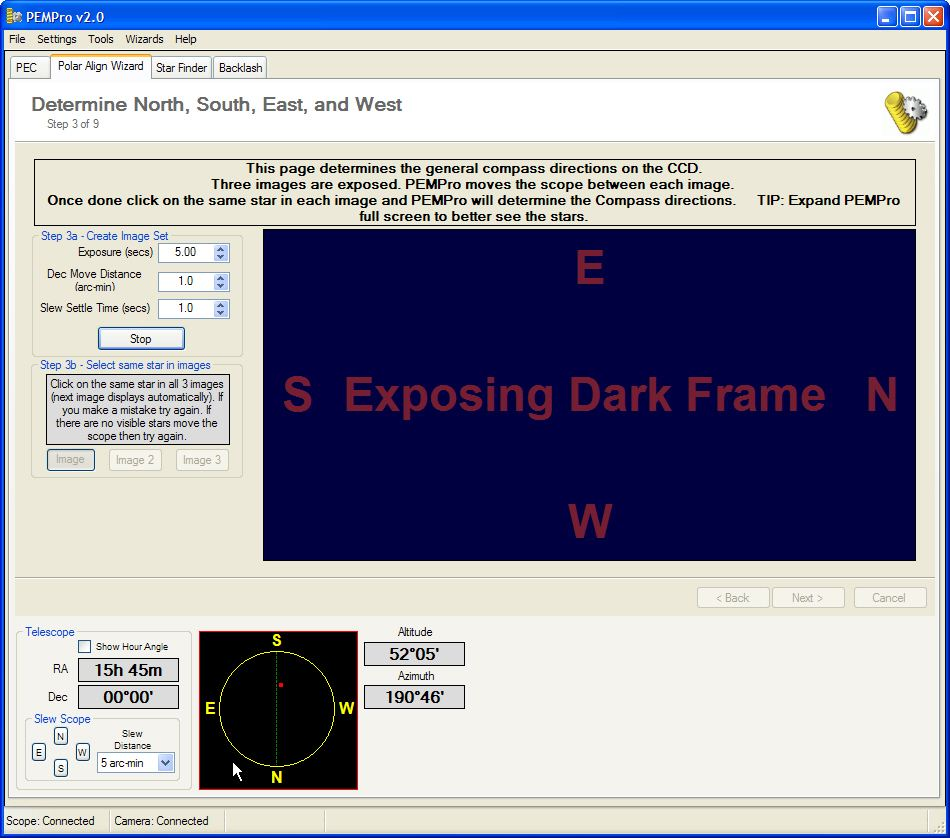 PEMPro v2.0
File Settings Tools Wizards Help
PEC Polar Align Wizard Star Finder Backlash
Determine North, South, East, and West
Step 3 of 9
This page determines the general compass directions on the CCD.
Three images are exposed. PEMPro moves the scope between each image.
Once done click on the same star in each image and PEMPro will determine the Compass directions. TIP: Expand PEMPro
full screen to better see the stars.
Step 3a - Create Image Set
Exposure (secs) 5.00
Dec Move Distance
(arc-min) 1.0
Slew Settle Time (secs) 1.0
Stop
Step 3b - Select same star in images
Click on the same star in all 3 images
(next image displays automatically). If
you make a mistake try again. If
there are no visible stars move the
scope then try again.
Image Image 2 Image 3
E
S Exposing Dark Frame N
W
< Back Next > Cancel
Telescope
Show Hour Angle
RA 15h 45m
Dec 00°00'
Slew Scope
N
E W
S
Slew
Distance
5 arc-min
S
E W
N
Altitude
52°05'
Azimuth
190°46'
Scope: Connected Camera: Connected